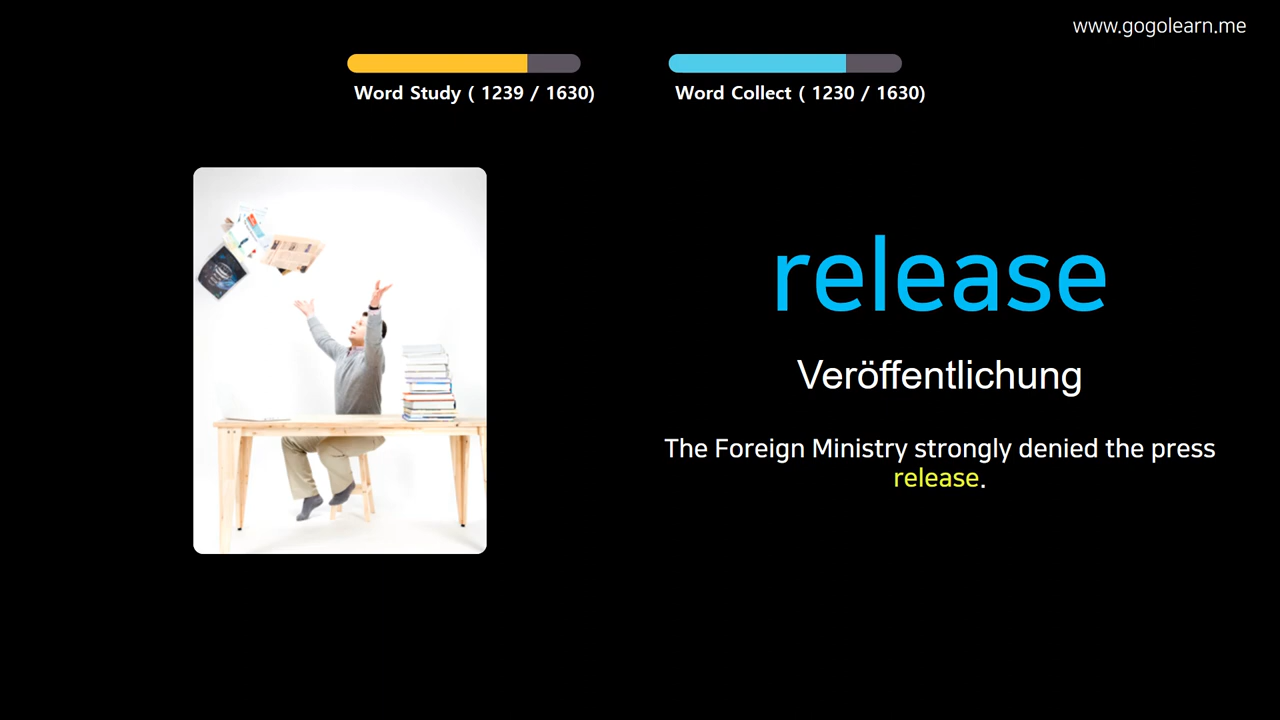 www.gogolearn.me
Word Study ( 1239 / 1630)
Word Collect ( 1230 / 1630)
release
Veröffentlichung
The Foreign Ministry strongly denied the press
release.